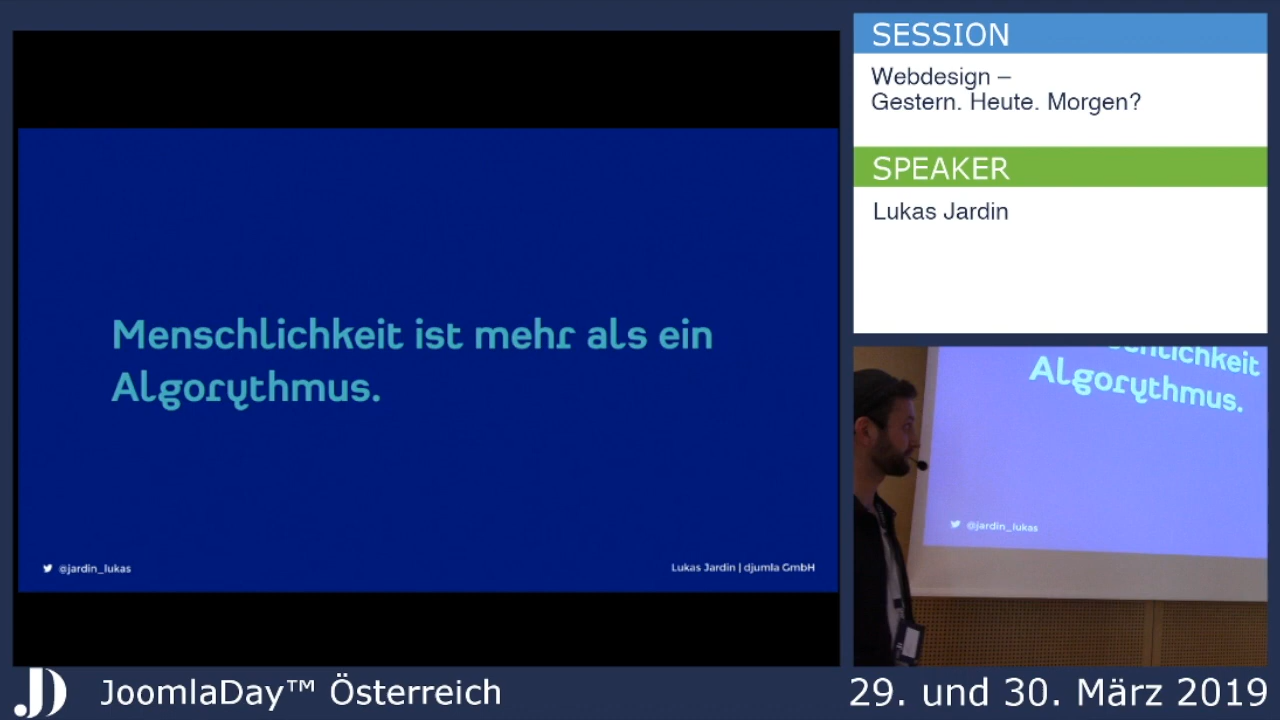 SESSION
Webdesign –
Gestern. Heute. Morgen?
SPEAKER
Lukas Jardin
Menschlichkeit ist mehr als ein
Algorythmus.
@jardin_lukas
Lukas Jardin | djumla GmbH
Algorythmus.
@jardin_lukas
JD JoomlaDay™ Österreich
29. und 30. März 2019